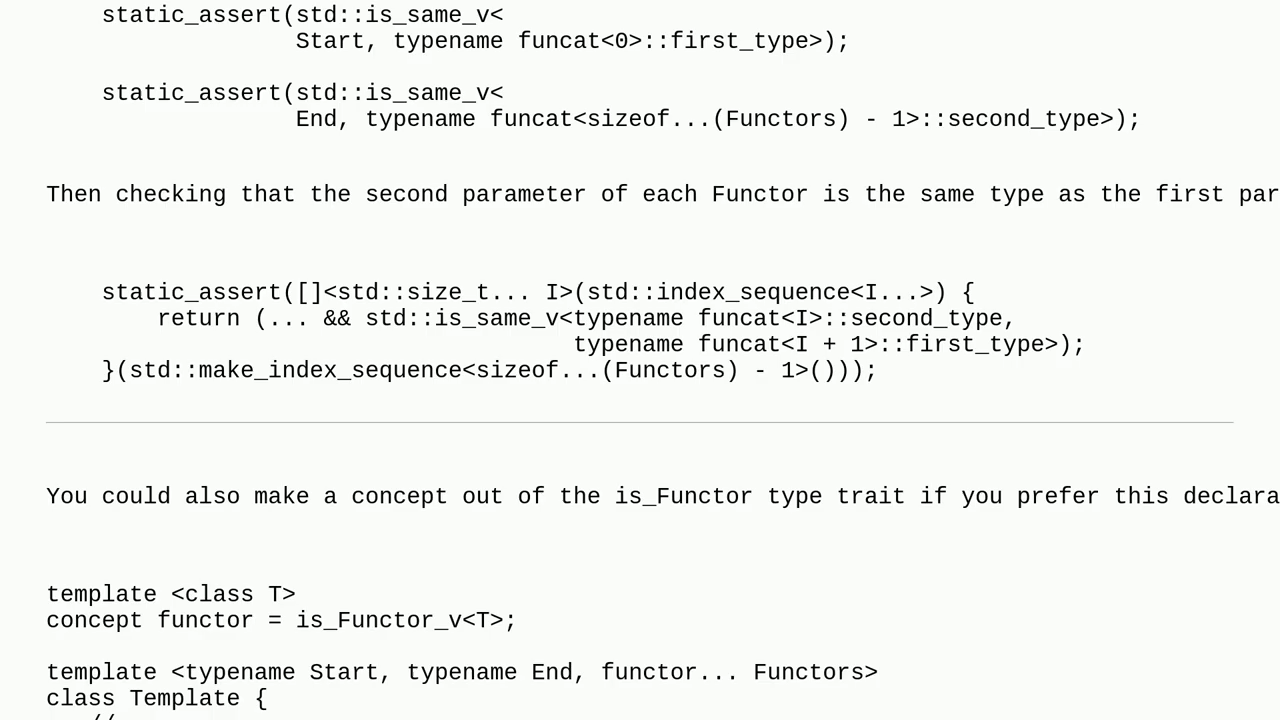 static_assert(std::is_same_v<
Start, typename funcat<0>::first_type>);
static_assert(std::is_same_v<
End, typename funcat<sizeof...(Functors) - 1>::second_type>);
Then checking that the second parameter of each Functor is the same type as the first par
static_assert([]<std::size_t... I>(std::index_sequence<I...>) {
return (... && std::is_same_v<typename funcat<I>::second_type,
typename funcat<I + 1>::first_type>);
}(std::make_index_sequence<sizeof...(Functors) - 1>()));
You could also make a concept out of the is_Functor type trait if you prefer this declara
template <class T>
concept functor = is_Functor_v<T>;
template <typename Start, typename End, functor... Functors>
class Template {
//